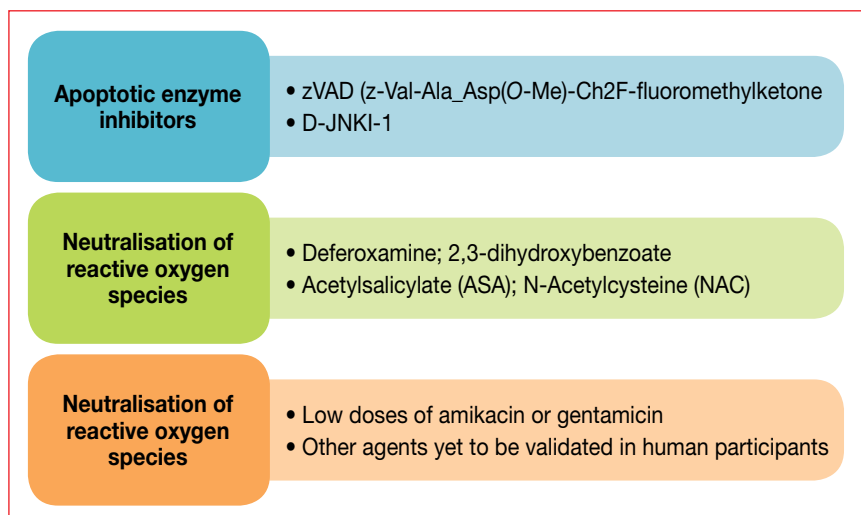 Apoptotic enzyme
inhibitors
• zVAD (z-Val-Ala_Asp(O-Me)-Ch2F-fluoromethylketone
• D-JNKI-1
Neutralisation of
reactive oxygen
species
• Deferoxamine; 2,3-dihydroxybenzoate
• Acetylsalicylate (ASA); N-Acetylcysteine (NAC)
Neutralisation of
reactive oxygen
species
• Low doses of amikacin or gentamicin
• Other agents yet to be validated in human participants